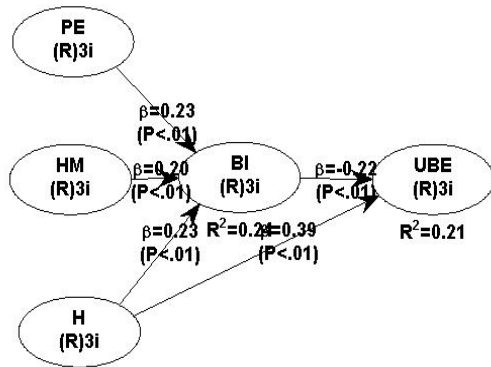 PE
(R)3i
β=0.23
(P<.01)
HM
(R)3i
β=0.20
(P<.01)
BI
(R)3i
R²=0.24
β=-0.22
(P<.01)
UBE
(R)3i
R²=0.21
β=0.23
(P<.01)
β=0.39
(P<.01)
H
(R)3i